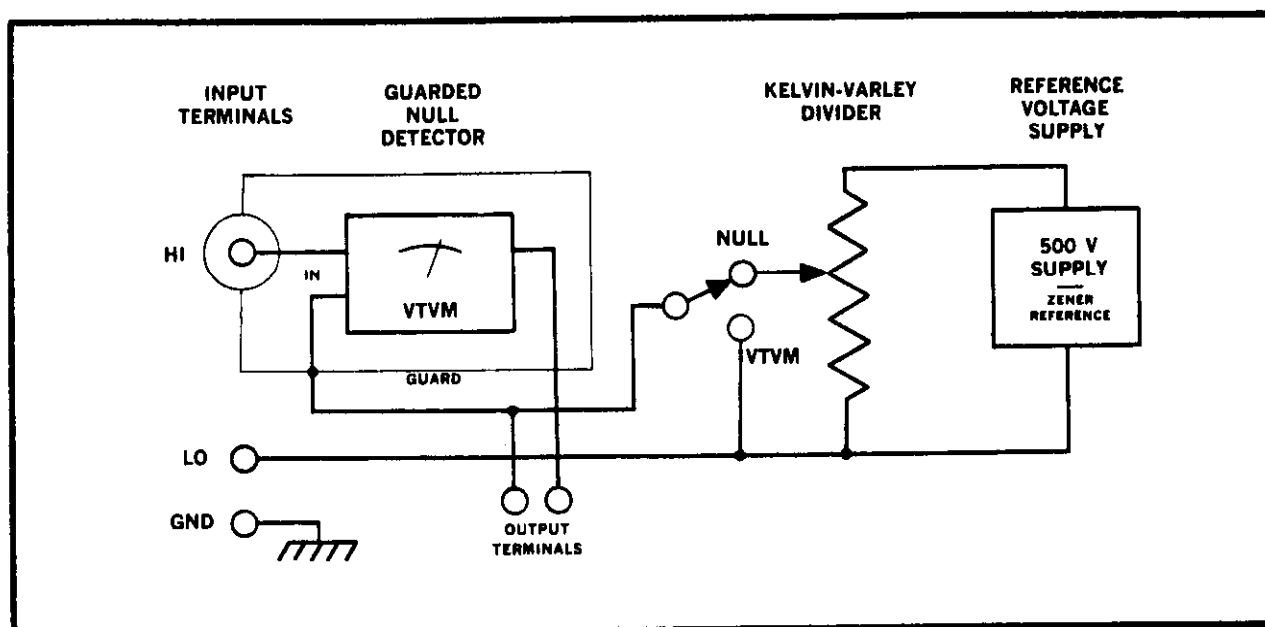 INPUT
TERMINALS
GUARDED
NULL
DETECTOR
KELVIN-VARLEY
DIVIDER
REFERENCE
VOLTAGE
SUPPLY
HI
IN
VTVM
GUARD
NULL
VTVM
500 V
SUPPLY
ZENER
REFERENCE
LO
GND
OUTPUT
TERMINALS